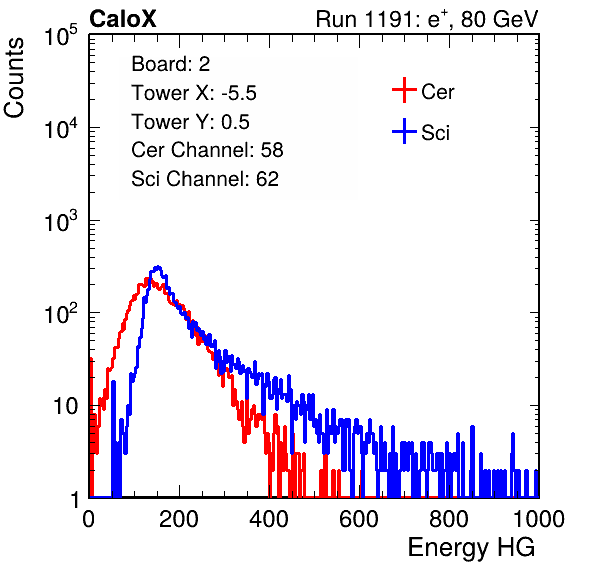 CaloX Run 1191: e⁺, 80 GeV
Counts
Board: 2
Tower X: -5.5
Tower Y: 0.5
Cer Channel: 58
Sci Channel: 62
Cer
Sci
10⁵
10⁴
10³
10²
10
1
0 200 400 600 800 1000
Energy HG